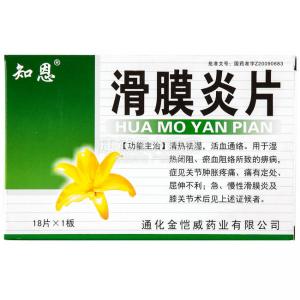 批准文号：国药准字Z20090683
知恩®
滑膜炎片
HUA MO YAN PIAN
【功能主治】清热祛湿，活血通络。用于湿
热闭阻、瘀血阻络所致的痹病，
症见关节肿胀疼痛、痛有定处、
屈伸不利；急、慢性滑膜炎及
膝关节术后见上述证候者。
18片×1板
通化金恺威药业有限公司